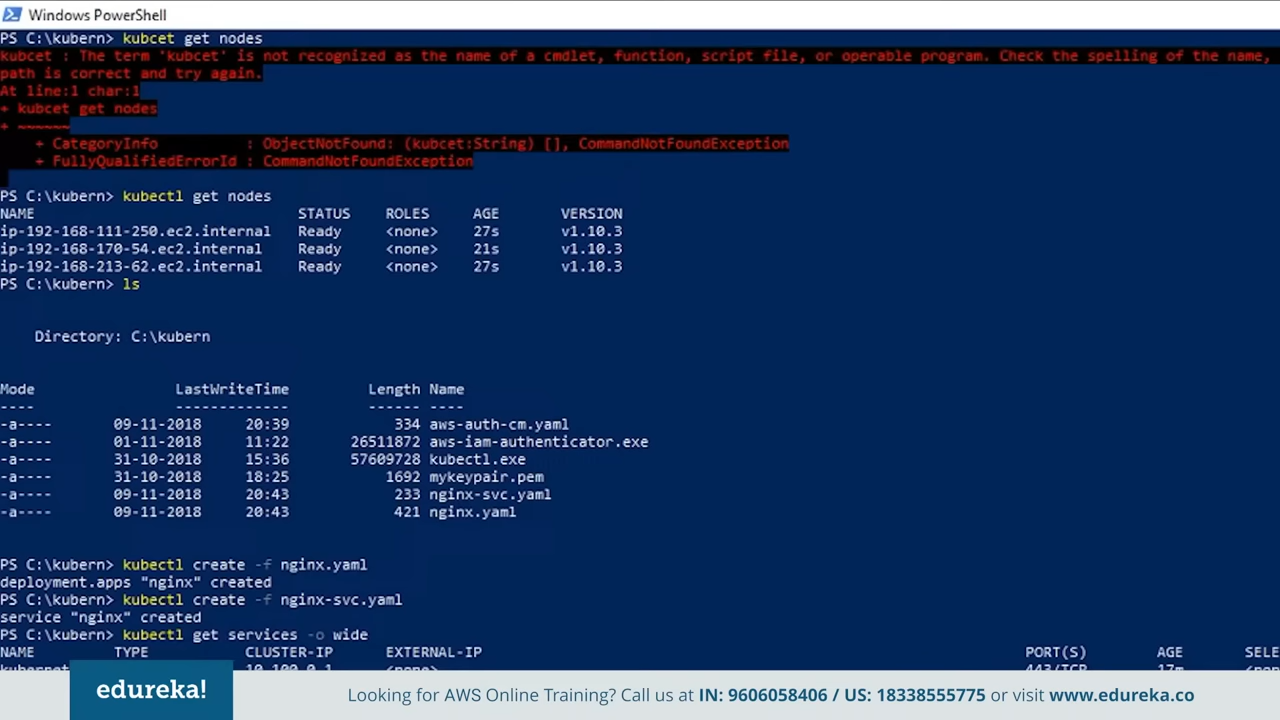 Windows PowerShell
PS C:\kubern> kubcet get nodes
kubcet : The term 'kubcet' is not recognized as the name of a cmdlet, function, script file, or operable program. Check the spelling of the name,
path is correct and try again.
At line:1 char:1
+ kubcet get nodes
+ ~~~~~~
+ CategoryInfo : ObjectNotFound: (kubcet:String) [], CommandNotFoundException
+ FullyQualifiedErrorId : CommandNotFoundException
PS C:\kubern> kubectl get nodes
NAME STATUS ROLES AGE VERSION
ip-192-168-111-250.ec2.internal Ready <none> 27s v1.10.3
ip-192-168-170-54.ec2.internal Ready <none> 21s v1.10.3
ip-192-168-213-62.ec2.internal Ready <none> 27s v1.10.3
PS C:\kubern> ls
Directory: C:\kubern
Mode LastWriteTime Length Name
---- ------------- ------ ----
-a---- 09-11-2018 20:39 334 aws-auth-cm.yaml
-a---- 01-11-2018 11:22 26511872 aws-iam-authenticator.exe
-a---- 31-10-2018 15:36 57609728 kubectl.exe
-a---- 31-10-2018 18:25 1692 mykeypair.pem
-a---- 09-11-2018 20:43 233 nginx-svc.yaml
-a---- 09-11-2018 20:43 421 nginx.yaml
PS C:\kubern> kubectl create -f nginx.yaml
deployment.apps "nginx" created
PS C:\kubern> kubectl create -f nginx-svc.yaml
service "nginx" created
PS C:\kubern> kubectl get services -o wide
NAME TYPE CLUSTER-IP EXTERNAL-IP PORT(S) AGE SELE
10.100.0.1 <none> 443/TCP 17m
edureka!
Looking for AWS Online Training? Call us at IN: 9606058406 / US: 18338555775 or visit www.edureka.co